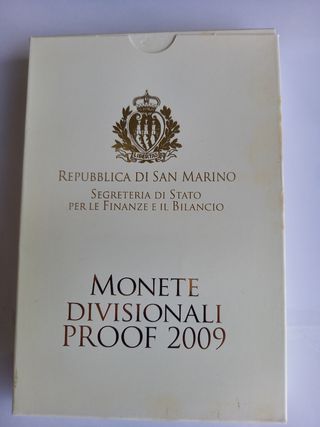 LIBERTAS
REPUBBLICA DI SAN MARINO
SEGRETERIA DI STATO
PER LE FINANZE E IL BILANCIO
MONETE
DIVISIONALI
PROOF 2009